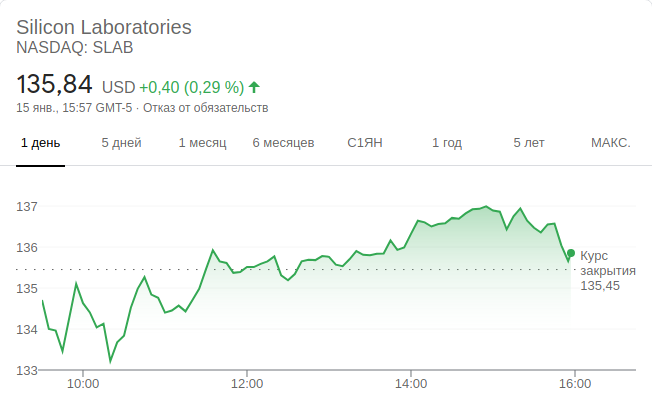 Silicon Laboratories
NASDAQ: SLAB
135,84 USD +0,40 (0,29 %)
15 янв., 15:57 GMT-5 · Отказ от обязательств
1 день 5 дней 1 месяц 6 месяцев С1ЯН 1 год 5 лет МАКС.
137
136
135
134
133
Курс
закрытия
135,45
10:00 12:00 14:00 16:00